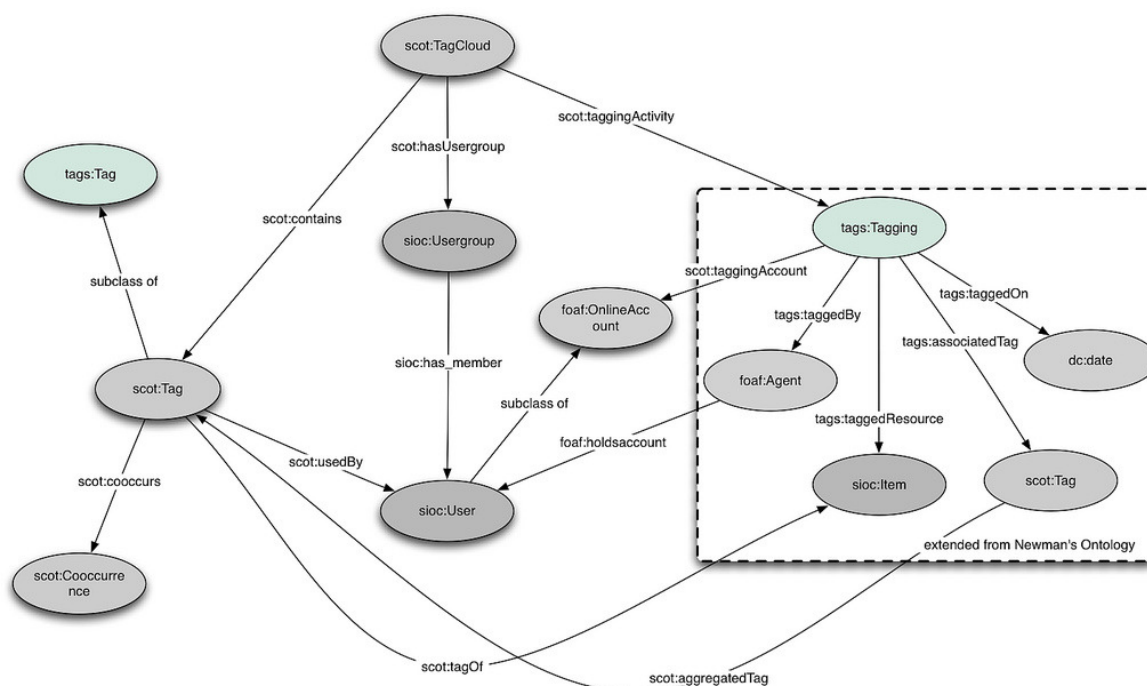 scot:TagCloud
scot:taggingActivity
scot:hasUsergroup
tags:Tag
scot:contains
tags:Tagging
sioc:Usergroup
scot:taggingAccount
subclass of
tags:taggedOn
foaf:OnlineAcc
ount
tags:taggedBy
tags:associatedTag
sioc:has_member
dc:date
foaf:Agent
scot:Tag
subclass of
tags:taggedResource
foaf:holdsaccount
scot:usedBy
scot:cooccurs
sioc:Item
scot:Tag
sioc:User
extended from Newman's Ontology
scot:Cooccurre
nce
scot:tagOf
scot:aggregatedTag